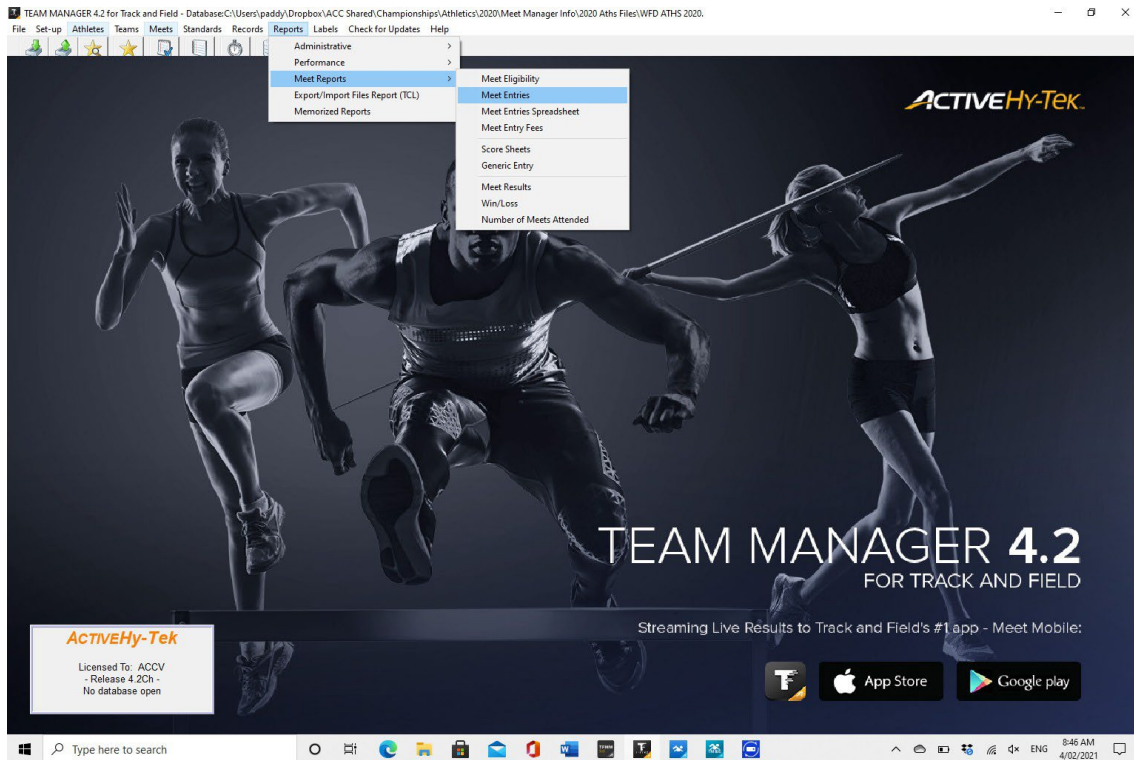 TEAM MANAGER 4.2 for Track and Field - Database:C:\Users\paddy\Dropbox\ACC Shared\Championships\Athletics\2020\Meet Manager Info\2020 Aths Files\WFD ATHS 2020.
File Set-up Athletes Teams Meets Standards Records Reports Labels Check for Updates Help
Administrative
Performance
Meet Reports
Export/Import Files Report (TCL)
Memorized Reports
Meet Eligibility
Meet Entries
Meet Entries Spreadsheet
Meet Entry Fees
Score Sheets
Generic Entry
Meet Results
Win/Loss
Number of Meets Attended
ACTIVEHY-TEK
TEAM MANAGER 4.2
FOR TRACK AND FIELD
Streaming Live Results to Track and Field's #1 app - Meet Mobile:
App Store
Google play
ACTIVEHy-Tek
Licensed To: ACCV
- Release 4.2Ch -
No database open
Type here to search
ENG
8:46 AM
4/02/2021